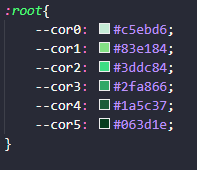 :root{
--cor0: #c5ebd6;
--cor1: #83e184;
--cor2: #3ddc84;
--cor3: #2fa866;
--cor4: #1a5c37;
--cor5: #063d1e;
}